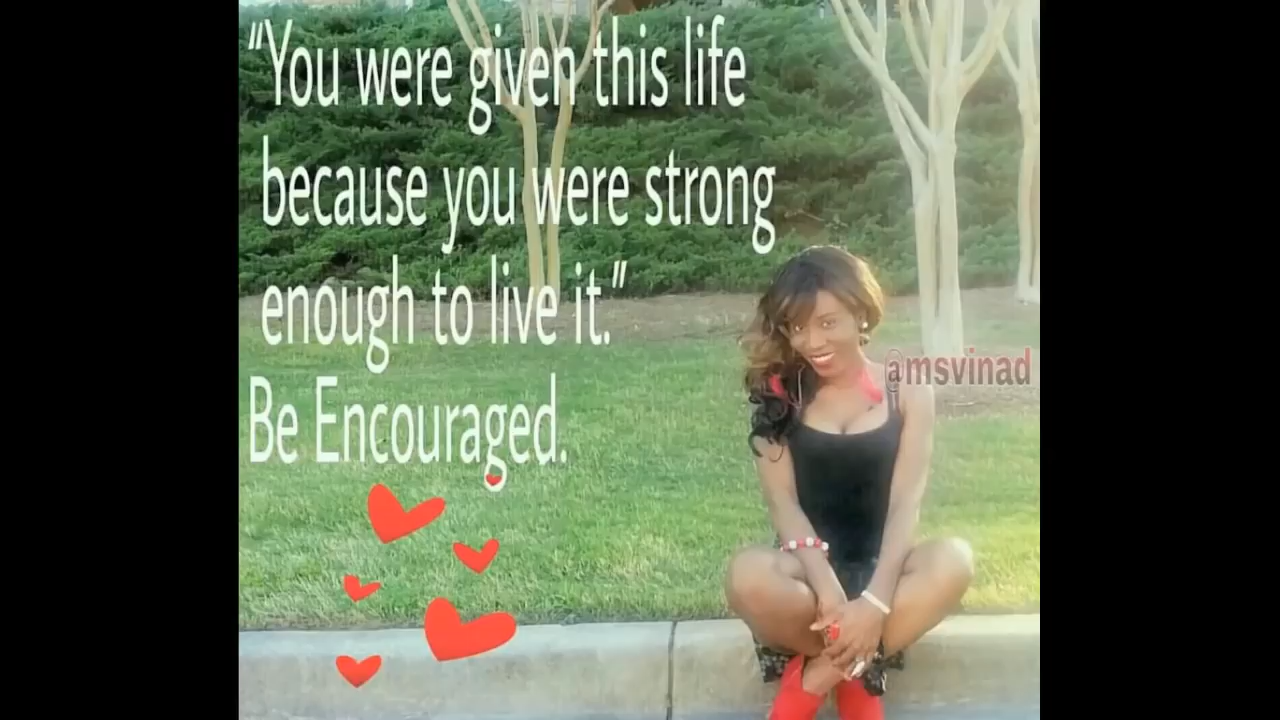 “You were given this life
because you were strong
enough to live it.”
Be Encouraged.
@msvinad